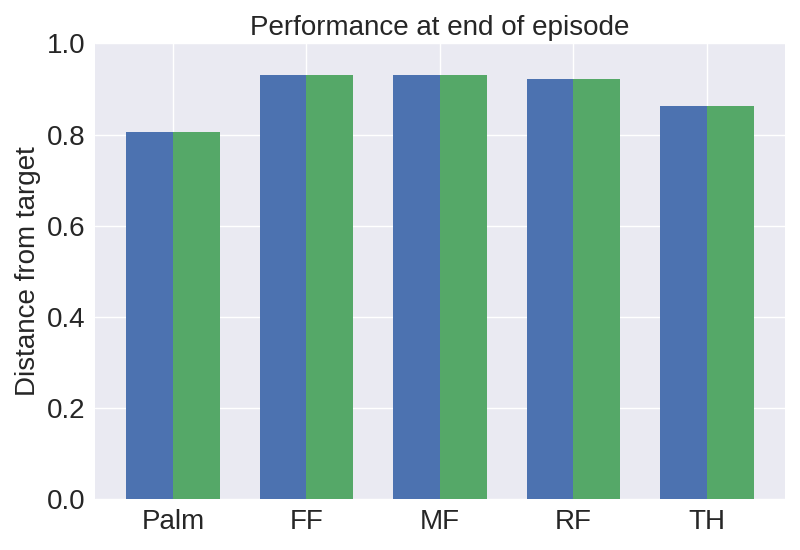 Performance at end of episode
Distance from target
1.0
0.8
0.6
0.4
0.2
0.0
Palm FF MF RF TH